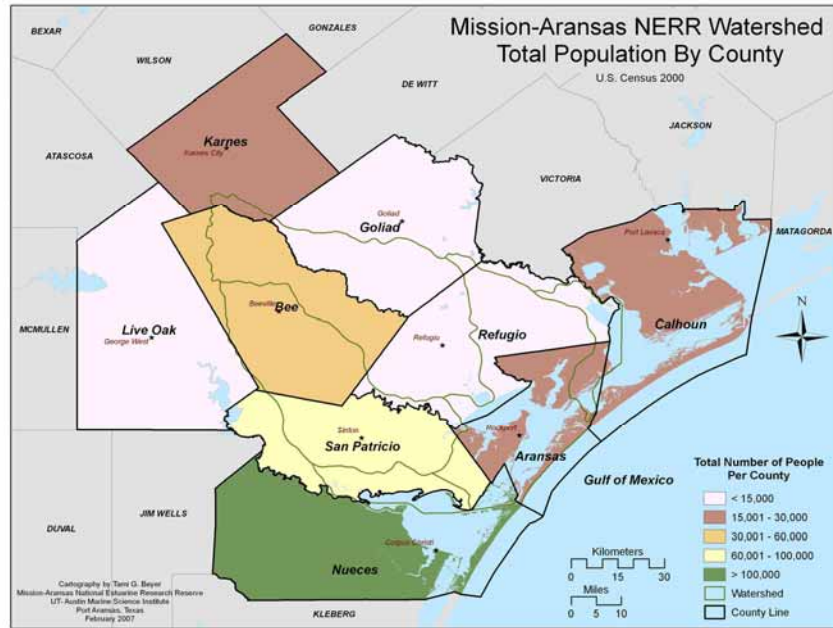 Mission-Aransas NERR Watershed
Total Population By County
U.S. Census 2000
BEXAR
GONZALES
WILSON
DE WITT
JACKSON
Karnes
Karnes City
ATASCOSA
VICTORIA
Goliad
Goliad
Port Lavaca
MATAGORDA
Beeville
Bee
N
MCMULLEN
Live Oak
George West
Refugio
Refugio
Calhoun
Sinton
San Patricio
Rockport
Aransas
Gulf of Mexico
DUVAL
JIM WELLS
Corpus Christi
Nueces
KLEBERG
Total Number of People
Per County
< 15,000
15,001 - 30,000
30,001 - 60,000
60,001 - 100,000
> 100,000
Watershed
County Line
Kilometers
0 15 30
Miles
0 5 10
Cartography by Tami G. Beyer
Mission-Aransas National Estuarine Research Reserve
UT- Austin Marine Science Institute
Port Aransas, Texas
February 2007